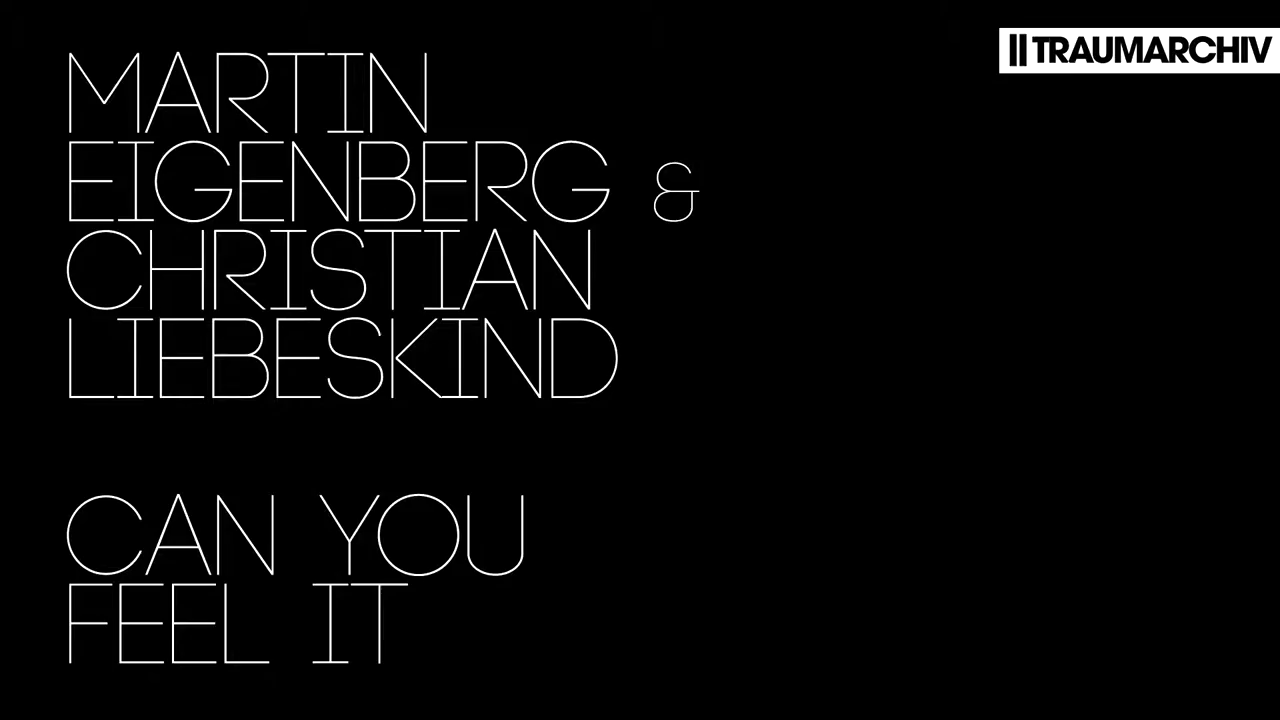 MARTIN
EIGENBERG &
CHRISTIAN
LIEBESKIND
CAN YOU
FEEL IT
TRAUMARCHIV